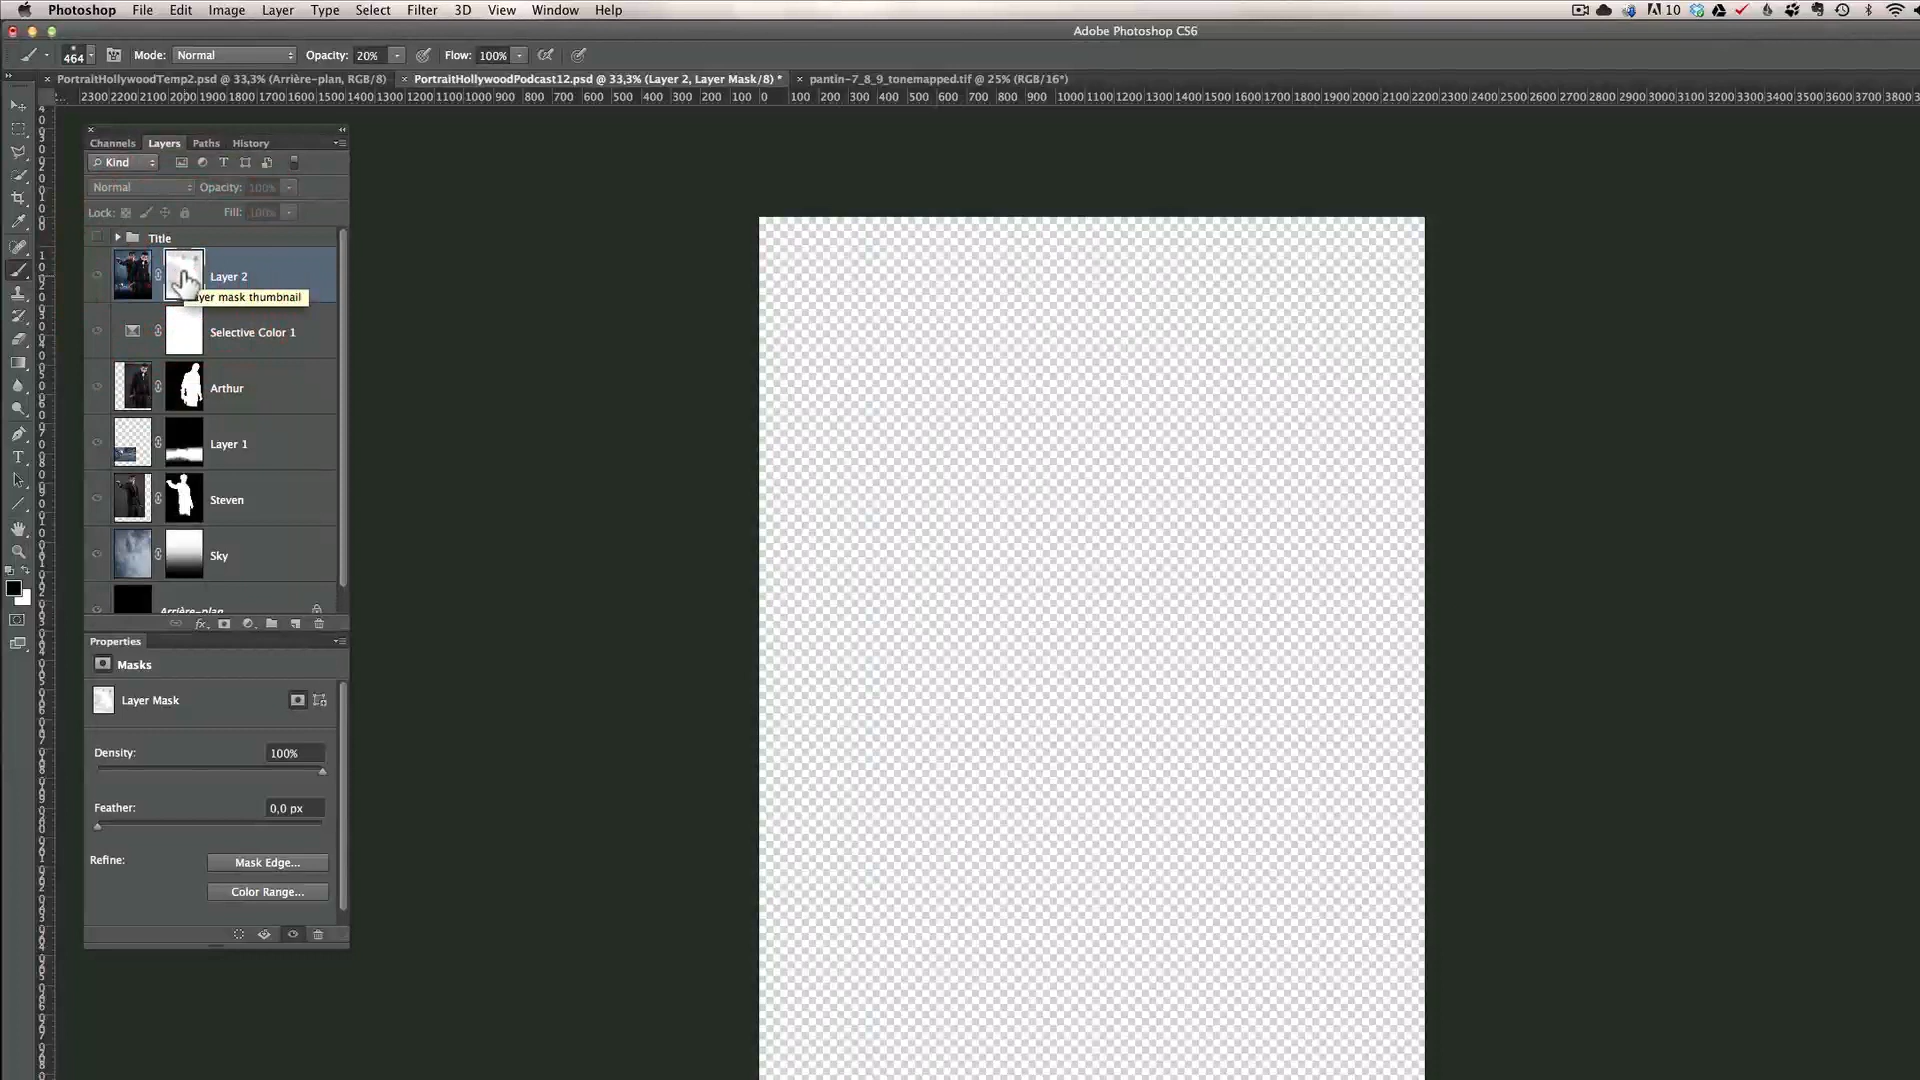 Photoshop File Edit Image Layer Type Select Filter 3D View Window Help 10
Adobe Photoshop CS6
464 Mode: Normal Opacity: 20% Flow: 100%
PortraitHollywoodTemp2.psd @ 33,3% (Arrière-plan, RGB/8) × PortraitHollywoodPodcast12.psd @ 33,3% (Layer 2, Layer Mask/8) * × pantin-7_8_9_tonemapped.tif @ 25% (RGB/16*)
2300 2200 2100 2000 1900 1800 1700 1600 1500 1400 1300 1200 1100 1000 900 800 700 600 500 400 300 200 100 0 100 200 300 400 500 600 700 800 900 1000 1100 1200 1300 1400 1500 1600 1700 1800 1900 2000 2100 2200 2300 2400 2500 2600 2700 2800 2900 3000 3100 3200 3300 3400 3500 3600 3700 3800
Channels Layers Paths History
Kind
Normal Opacity: 100%
Lock: Fill: 100%
Title
Layer 2
ayer mask thumbnail
Selective Color 1
Arthur
Layer 1
Steven
Sky
Arrière-plan
Properties
Masks
Layer Mask
Density: 100%
Feather: 0,0 px
Refine: Mask Edge...
Color Range...